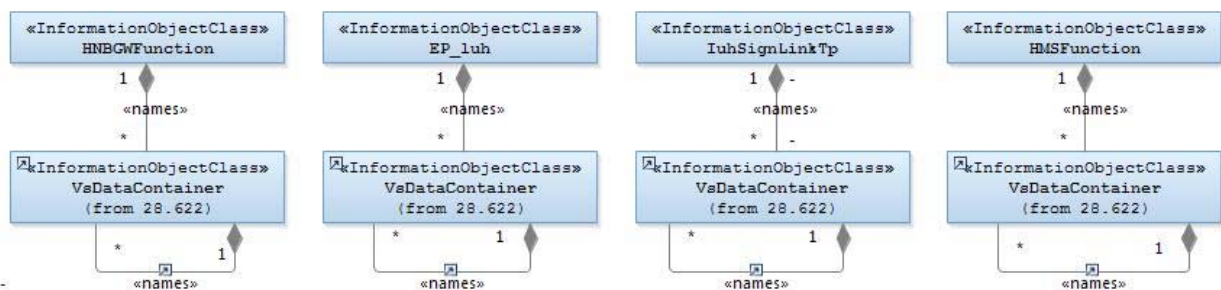 «InformationObjectClass» «InformationObjectClass» «InformationObjectClass» «InformationObjectClass»
HNBGWFunction EP_luh IuhSignLinkTp HMSFunction
1 1 1 - 1
«names» «names» «names» «names»
* * * - *
«InformationObjectClass» «InformationObjectClass» «InformationObjectClass» «InformationObjectClass»
VsDataContainer VsDataContainer VsDataContainer VsDataContainer
(from 28.622) (from 28.622) (from 28.622) (from 28.622)
* 1 * 1 * 1 * 1
- «names» «names» «names» «names»